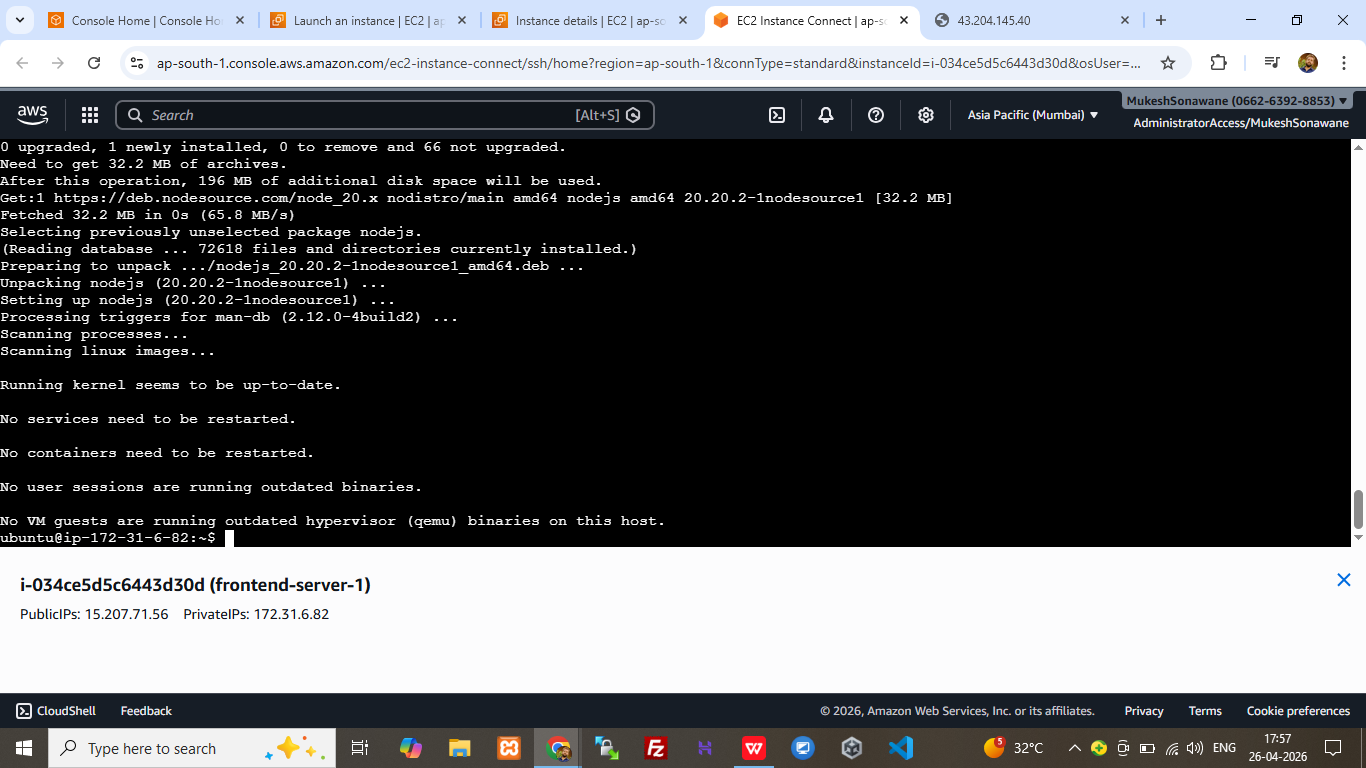 Console Home | Console Ho
Launch an instance | EC2 | ap
Instance details | EC2 | ap-so
EC2 Instance Connect | ap-s
43.204.145.40
ap-south-1.console.aws.amazon.com/ec2-instance-connect/ssh/home?region=ap-south-1&connType=standard&instanceId=i-034ce5d5c6443d30d&osUser=...
aws
Search
[Alt+S]
Asia Pacific (Mumbai)
MukeshSonawane (0662-6392-8853)
AdministratorAccess/MukeshSonawane
0 upgraded, 1 newly installed, 0 to remove and 66 not upgraded.
Need to get 32.2 MB of archives.
After this operation, 196 MB of additional disk space will be used.
Get:1 https://deb.nodesource.com/node_20.x nodistro/main amd64 nodejs amd64 20.20.2-1nodesource1 [32.2 MB]
Fetched 32.2 MB in 0s (65.8 MB/s)
Selecting previously unselected package nodejs.
(Reading database ... 72618 files and directories currently installed.)
Preparing to unpack .../nodejs_20.20.2-1nodesource1_amd64.deb ...
Unpacking nodejs (20.20.2-1nodesource1) ...
Setting up nodejs (20.20.2-1nodesource1) ...
Processing triggers for man-db (2.12.0-4build2) ...
Scanning processes...
Scanning linux images...
Running kernel seems to be up-to-date.
No services need to be restarted.
No containers need to be restarted.
No user sessions are running outdated binaries.
No VM guests are running outdated hypervisor (qemu) binaries on this host.
ubuntu@ip-172-31-6-82:~$
i-034ce5d5c6443d30d (frontend-server-1)
PublicIPs: 15.207.71.56 PrivateIPs: 172.31.6.82
CloudShell
Feedback
© 2026, Amazon Web Services, Inc. or its affiliates.
Privacy
Terms
Cookie preferences
Type here to search
5
32°C
ENG
17:57
26-04-2026